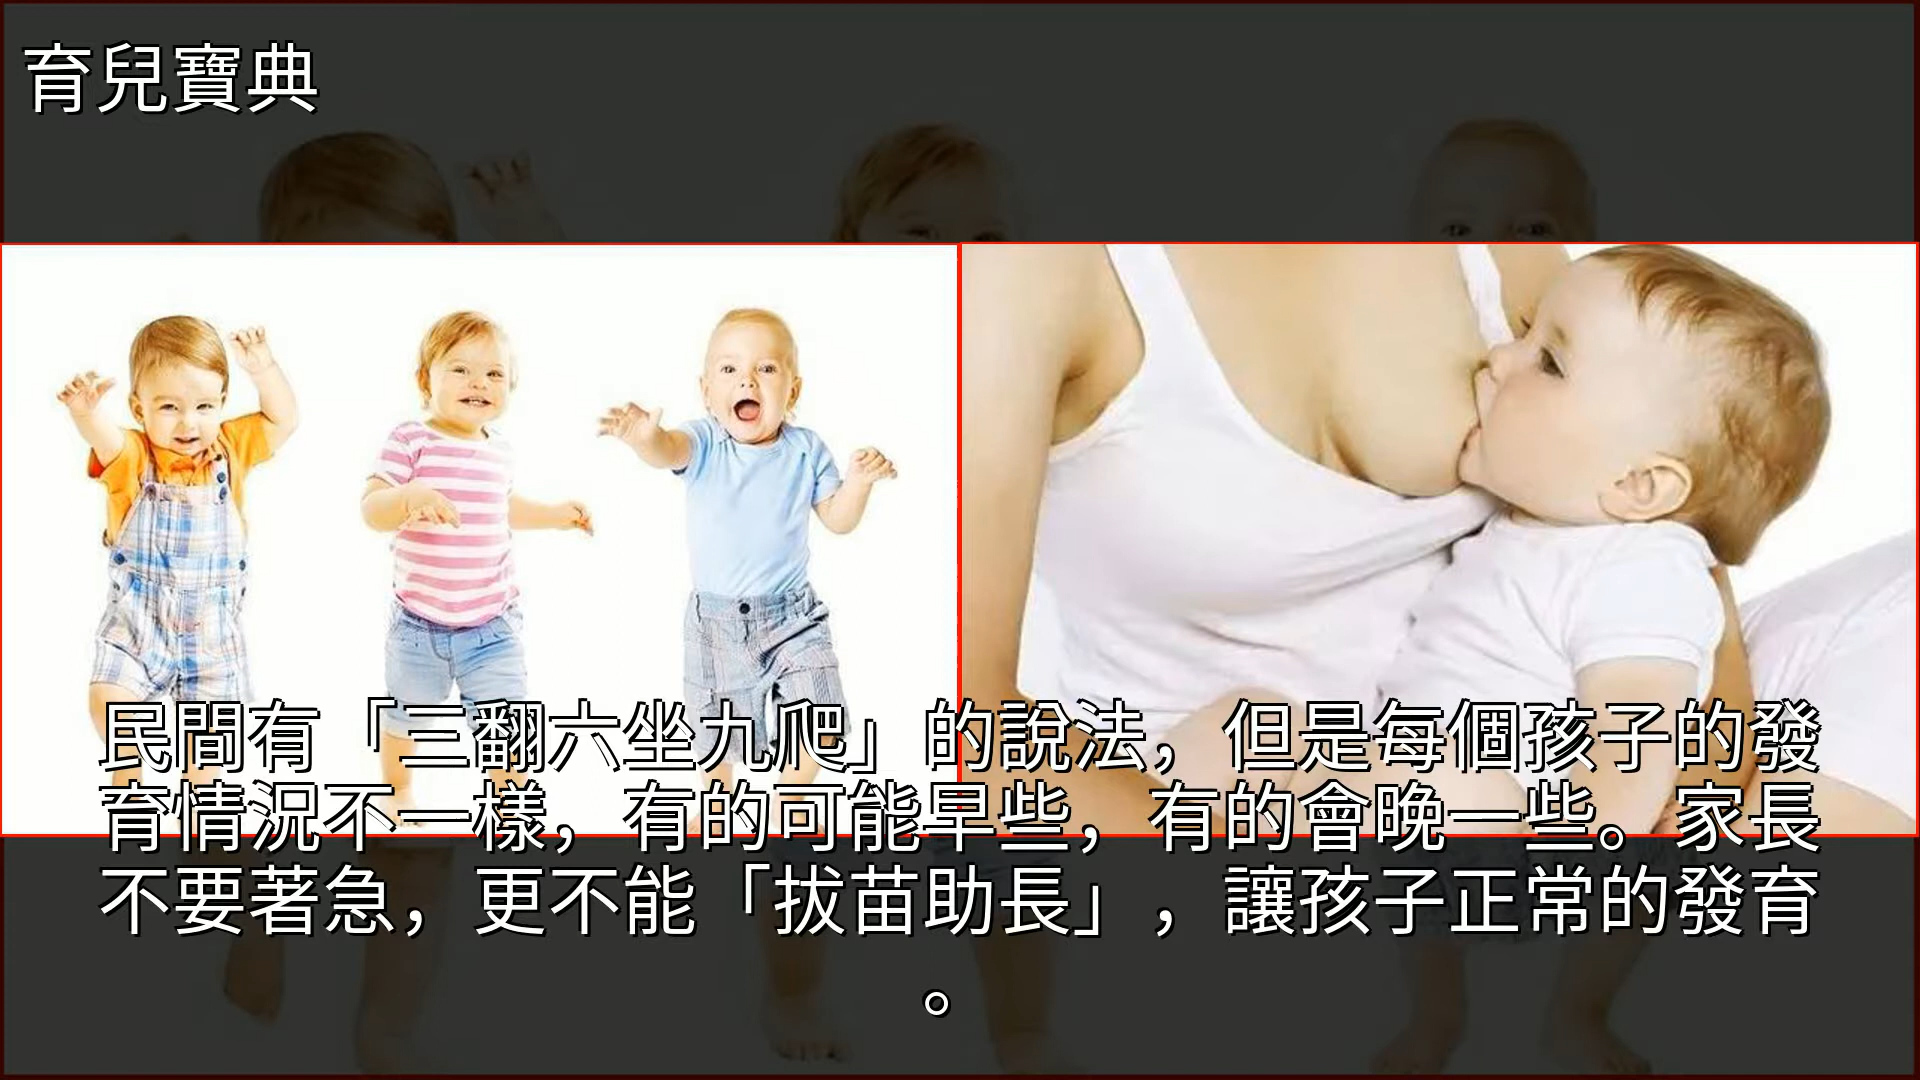 育兒寶典
民間有「三翻六坐九爬」的說法，但是每個孩子的發
育情況不一樣，有的可能早些，有的會晚一些。家長
不要著急，更不能「拔苗助長」，讓孩子正常的發育
。